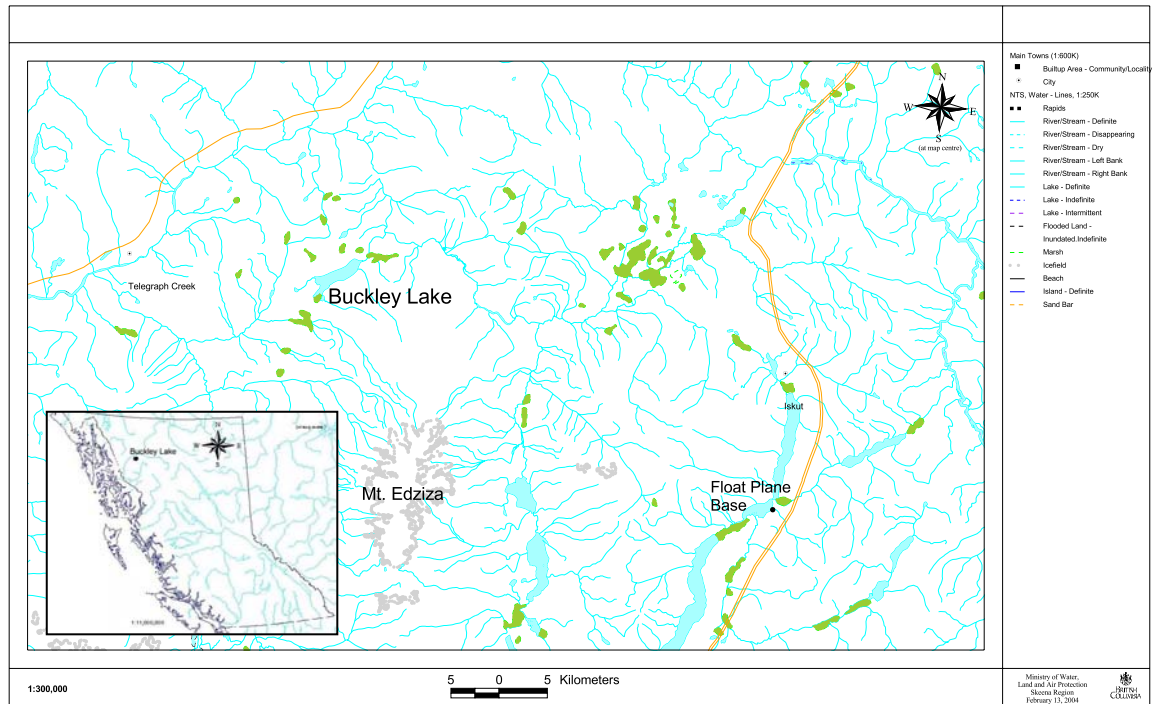 Telegraph Creek
Buckley Lake
Iskut
Mt. Edziza
Float Plane
Base
N
W
E
S
(at map centre)
N
W
E
S
Buckley Lake
Main Towns (1:600K)
Builtup Area - Community/Locality
City
NTS, Water - Lines, 1:250K
Rapids
River/Stream - Definite
River/Stream - Disappearing
River/Stream - Dry
River/Stream - Left Bank
River/Stream - Right Bank
Lake - Definite
Lake - Indefinite
Lake - Intermittent
Flooded Land -
Inundated.Indefinite
Marsh
Icefield
Beach
Island - Definite
Sand Bar
1:300,000
5 0 5 Kilometers
Ministry of Water,
Land and Air Protection
Skeena Region
February 13, 2004
BRITISH
COLUMBIA